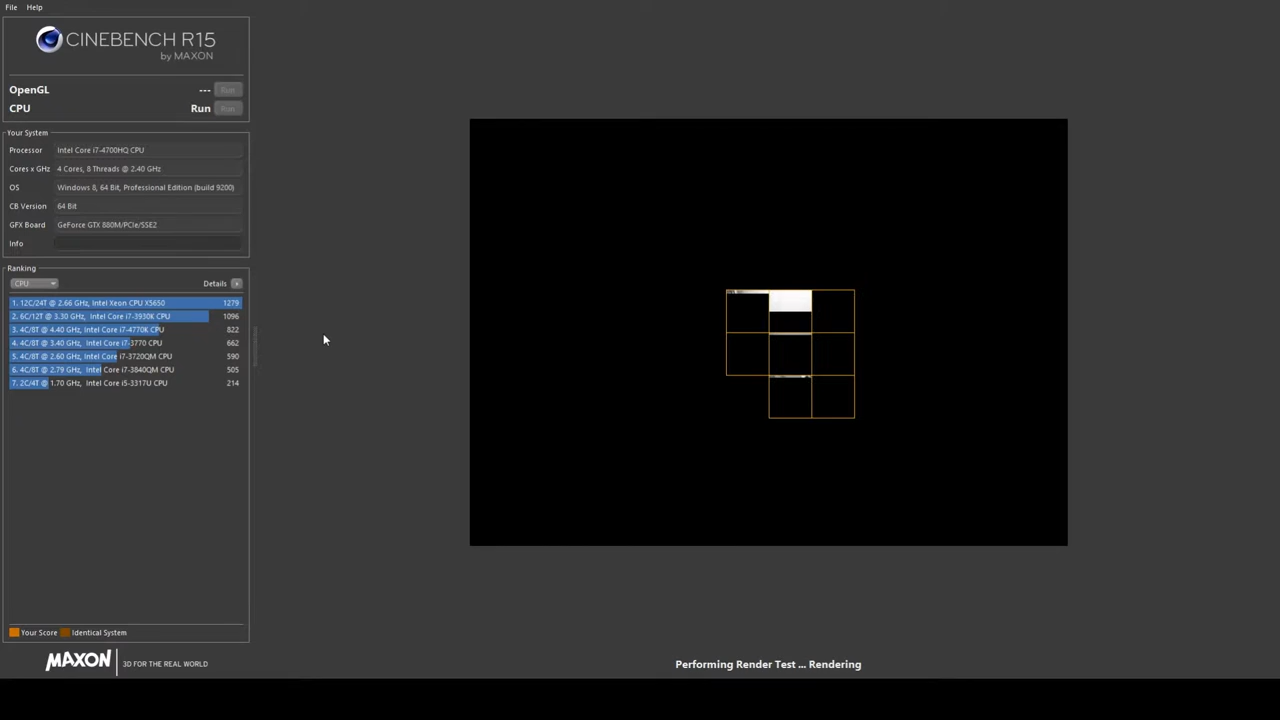 File Help
CINEBENCH R15
by MAXON
OpenGL --- Run
CPU Run Run
Your System
Processor Intel Core i7-4700HQ CPU
Cores x GHz 4 Cores, 8 Threads @ 2.40 GHz
OS Windows 8, 64 Bit, Professional Edition (build 9200)
CB Version 64 Bit
GFX Board GeForce GTX 880M/PCIe/SSE2
Info
Ranking
CPU Details
1. 12C/24T @ 2.66 GHz, Intel Xeon CPU X5650 1279
2. 6C/12T @ 3.30 GHz, Intel Core i7-3930K CPU 1096
3. 4C/8T @ 4.40 GHz, Intel Core i7-4770K CPU 822
4. 4C/8T @ 3.40 GHz, Intel Core i7-3770 CPU 662
5. 4C/8T @ 2.60 GHz, Intel Core i7-3720QM CPU 590
6. 4C/8T @ 2.79 GHz, Intel Core i7-3840QM CPU 505
7. 2C/4T @ 1.70 GHz, Intel Core i5-3317U CPU 214
Your Score Identical System
MAXON 3D FOR THE REAL WORLD
Performing Render Test ... Rendering